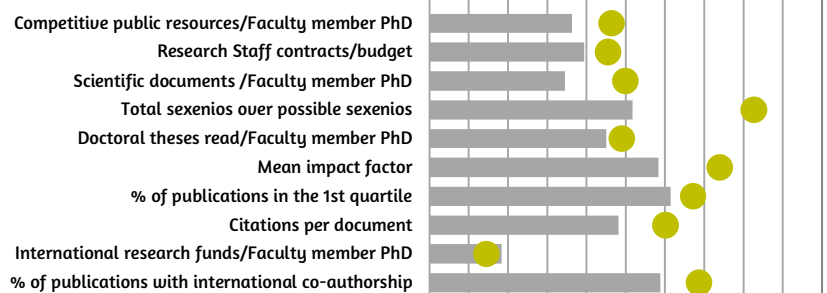 Competitive public resources/Faculty member PhD
Research Staff contracts/budget
Scientific documents /Faculty member PhD
Total sexenios over possible sexenios
Doctoral theses read/Faculty member PhD
Mean impact factor
% of publications in the 1st quartile
Citations per document
International research funds/Faculty member PhD
% of publications with international co-authorship